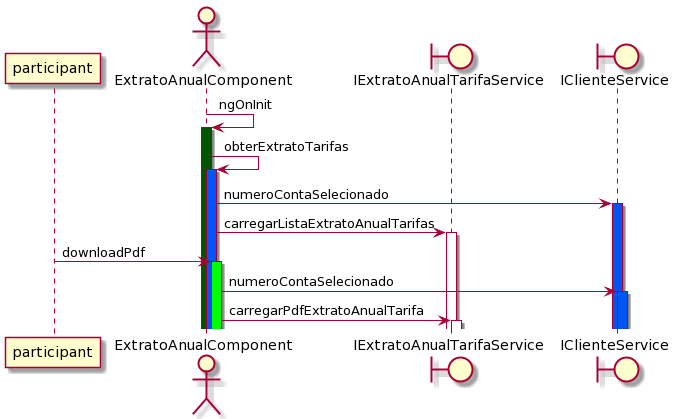 participant
ExtratoAnualComponent
IExtratoAnualTarifaService
IClienteService
ngOnInit
obterExtratoTarifas
numeroContaSelecionado
carregarListaExtratoAnualTarifas
downloadPdf
numeroContaSelecionado
carregarPdfExtratoAnualTarifa
participant
ExtratoAnualComponent
IExtratoAnualTarifaService
IClienteService